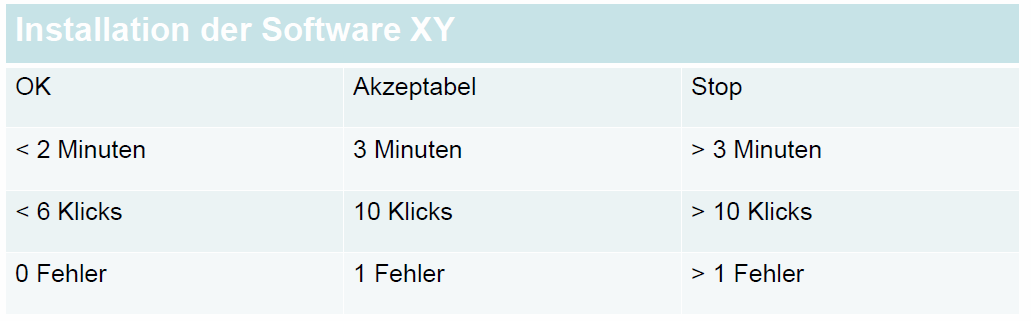 Installation der Software XY
OK Akzeptabel Stop
< 2 Minuten 3 Minuten > 3 Minuten
< 6 Klicks 10 Klicks > 10 Klicks
0 Fehler 1 Fehler > 1 Fehler